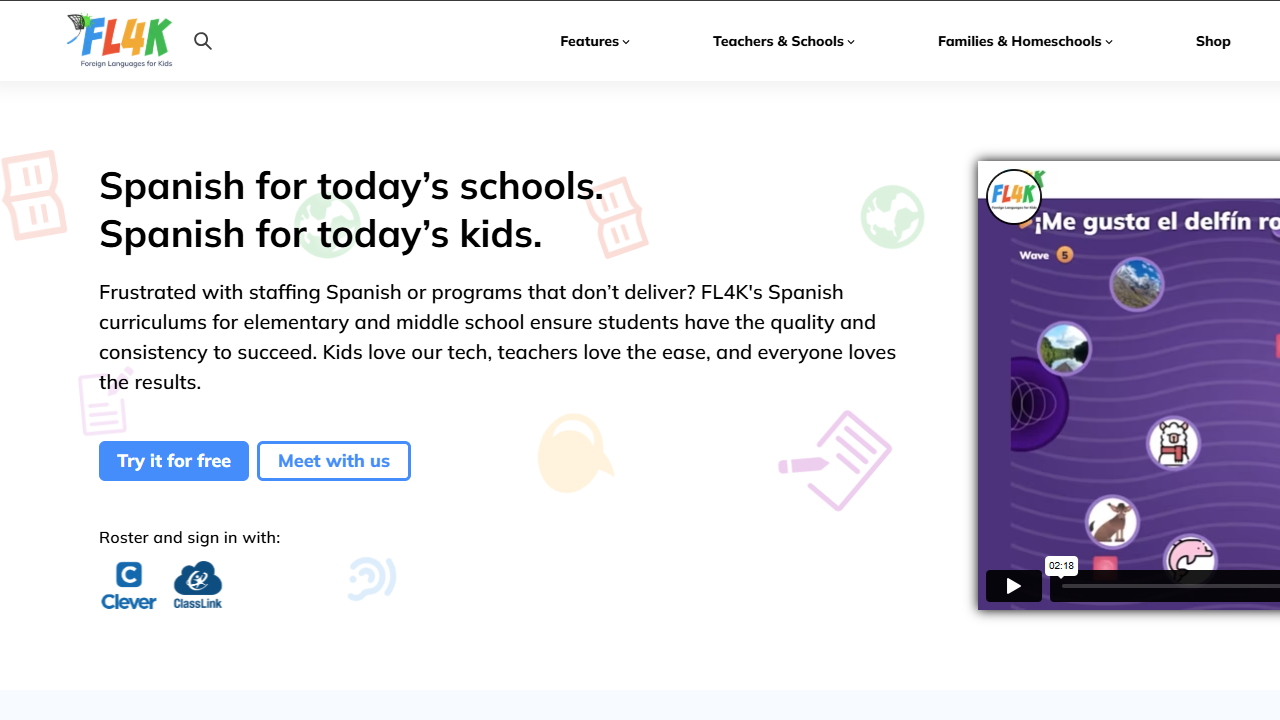 FL4K
Foreign Languages for Kids
Features
Teachers & Schools
Families & Homeschools
Shop
Spanish for today’s schools.
Spanish for today’s kids.
Frustrated with staffing Spanish or programs that don’t deliver? FL4K's Spanish
curriculums for elementary and middle school ensure students have the quality and
consistency to succeed. Kids love our tech, teachers love the ease, and everyone loves
the results.
Try it for free
Meet with us
Roster and sign in with:
C
Clever
ClassLink
FL4K
Foreign Languages for Kids
¡Me gusta el delfín ro
Wave 5
02:18